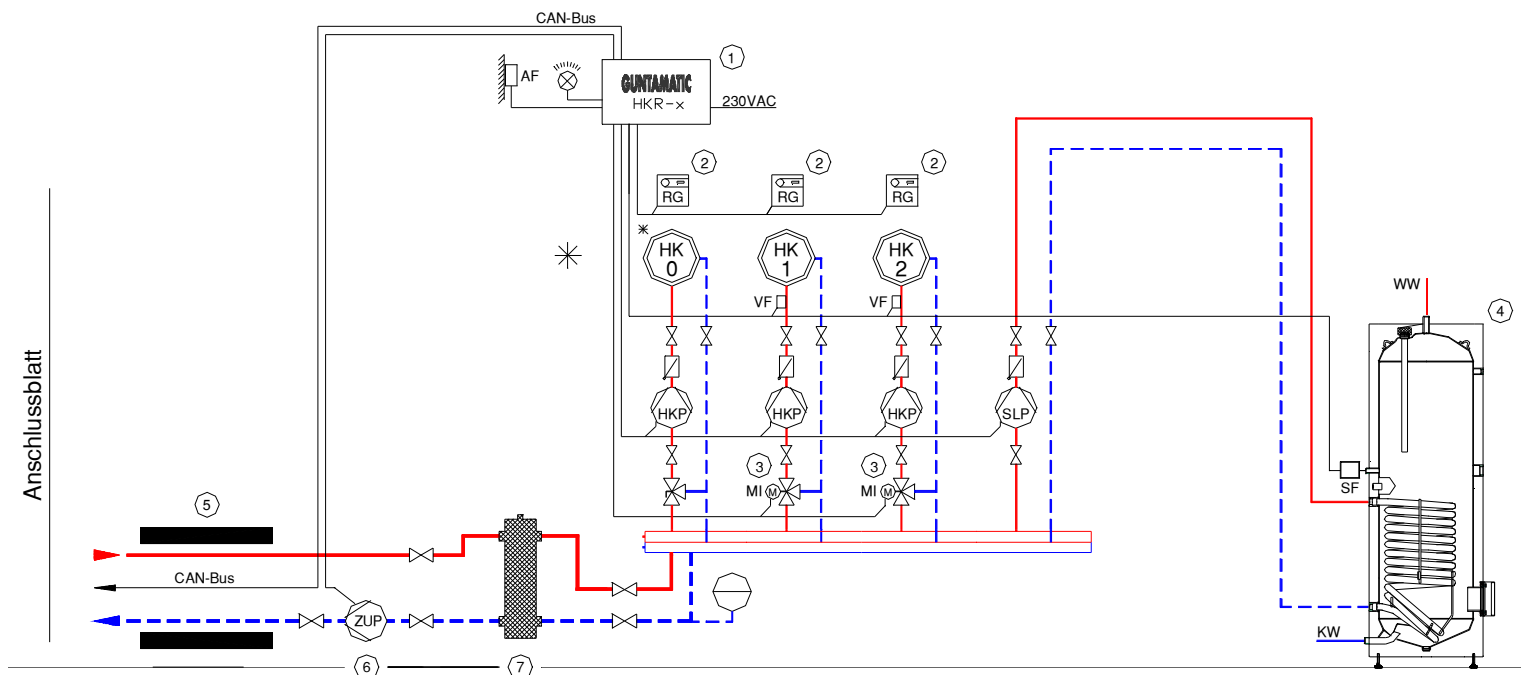 CAN-Bus
1
AF
GUNTAMATIC
HKR-x
230VAC
2
2
2
RG
RG
RG
*
HK
0
HK
1
HK
2
*
VF
VF
WW
4
Anschlussblatt
HKP
HKP
HKP
SLP
3
3
MI
M
MI
M
SF
5
CAN-Bus
ZUP
KW
6
7